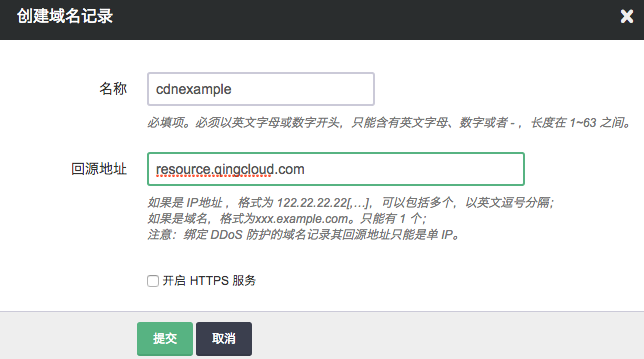 创建域名记录
名称
cdnexample
必填项。必须以英文字母或数字开头，只能含有英文字母、数字或者 - ，长度在 1~63 之间。
回源地址
resource.qingcloud.com
如果是 IP地址 ，格式为 122.22.22.22[,...]，可以包括多个，以英文逗号分隔；
如果是域名，格式为xxx.example.com。只能有 1 个；
注意：绑定 DDoS 防护的域名记录其回源地址只能是单 IP。
开启 HTTPS 服务
提交 取消